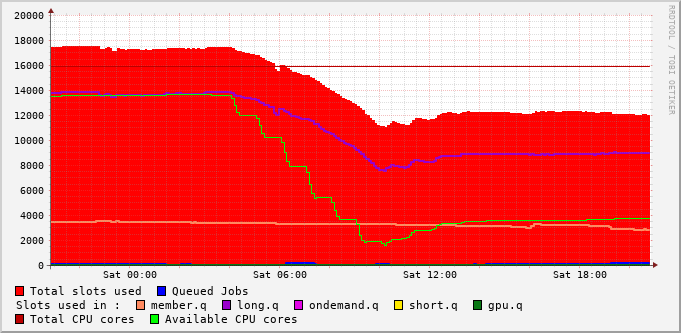 RRDTOOL / TOBI OETIKER
20000
18000
16000
14000
12000
10000
8000
6000
4000
2000
0
Sat 00:00 Sat 06:00 Sat 12:00 Sat 18:00
Total slots used Queued Jobs
Slots used in : member.q long.q ondemand.q short.q gpu.q
Total CPU cores Available CPU cores